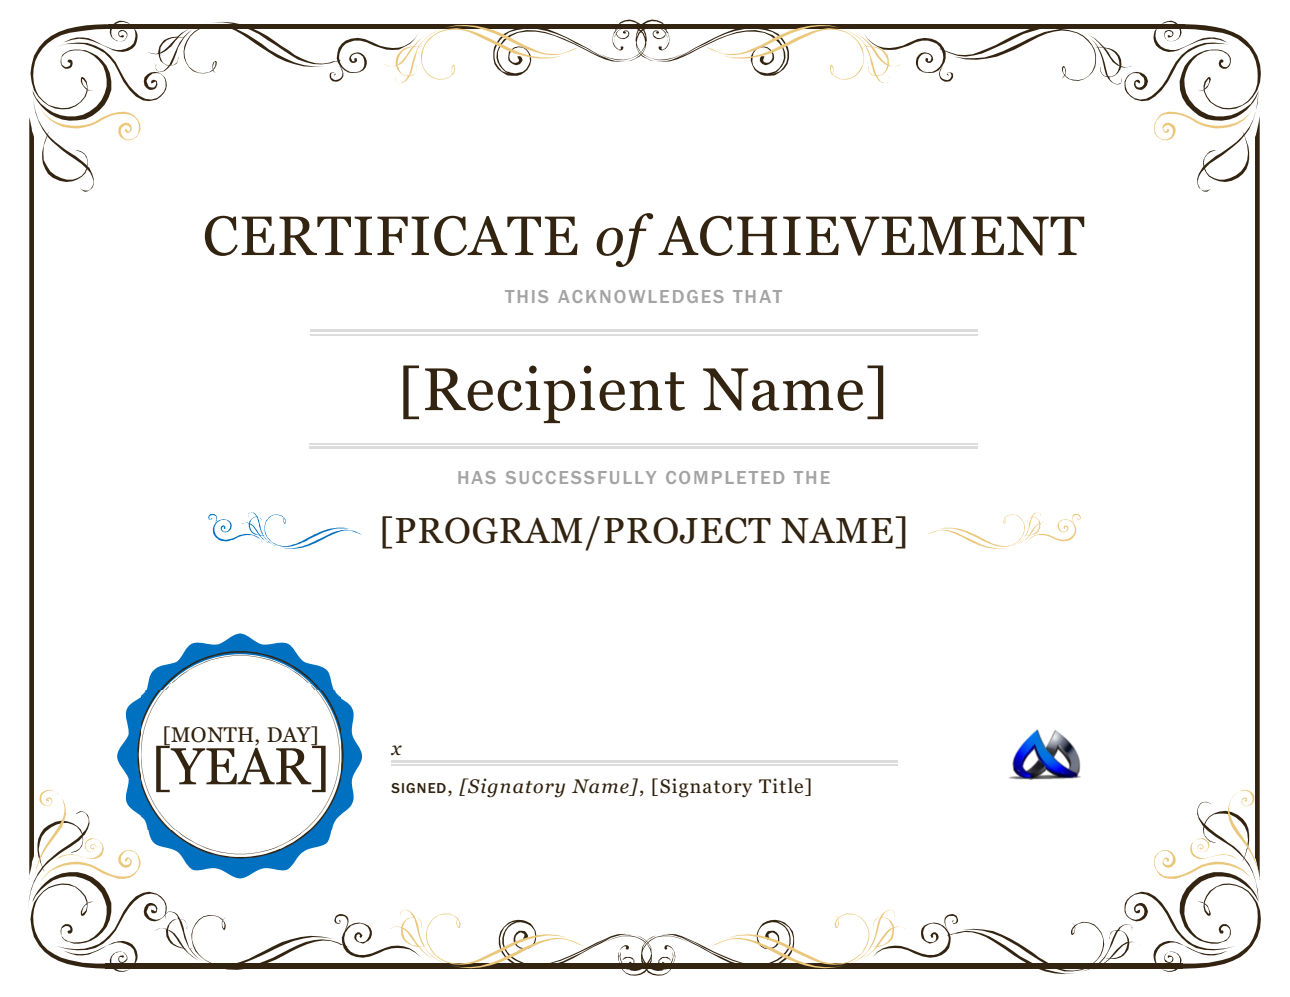 CERTIFICATE of ACHIEVEMENT
THIS ACKNOWLEDGES THAT
[Recipient Name]
HAS SUCCESSFULLY COMPLETED THE
[PROGRAM/PROJECT NAME]
[MONTH, DAY]
[YEAR]
x
SIGNED, [Signatory Name], [Signatory Title]